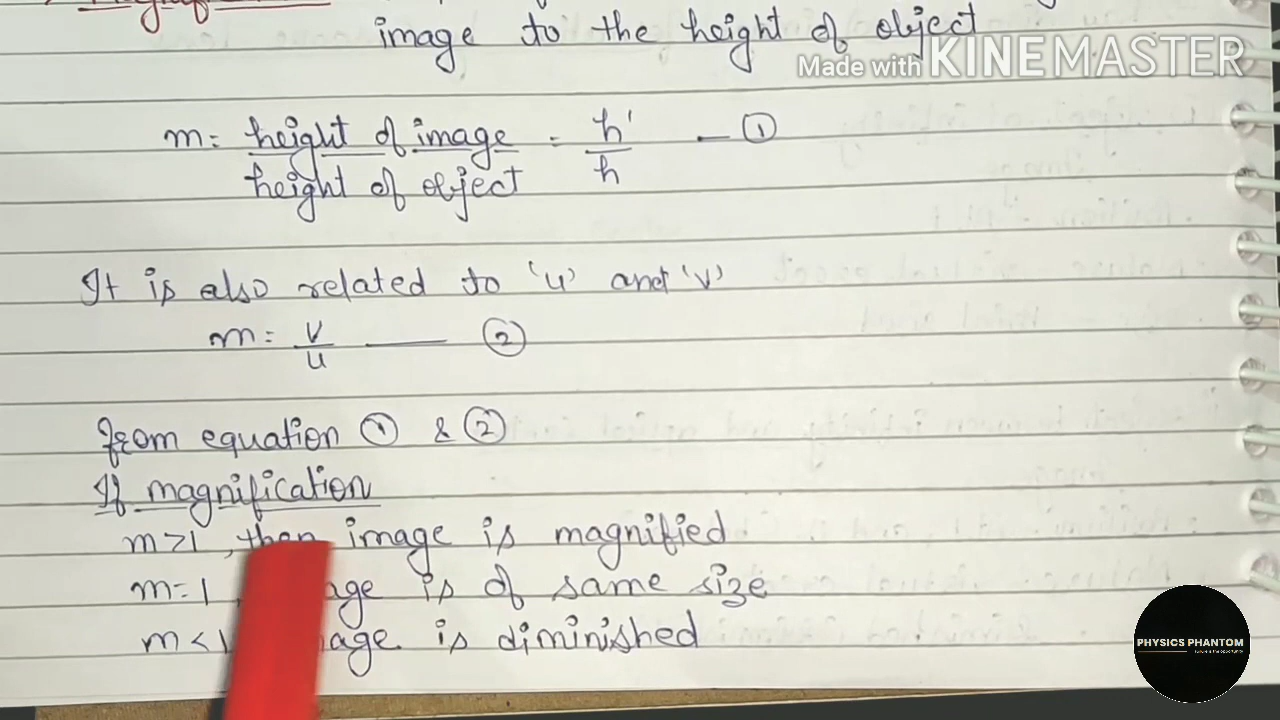 image to the height of object
Made with KINEMASTER
m = height of image = h' — ①
height of object h
It is also related to 'u' and 'v'
m = v —— ②
u
from equation ① & ②
If magnification
m>1, then image is magnified
m=1, is of same size
m<1 is diminished
PHYSICS PHANTOM